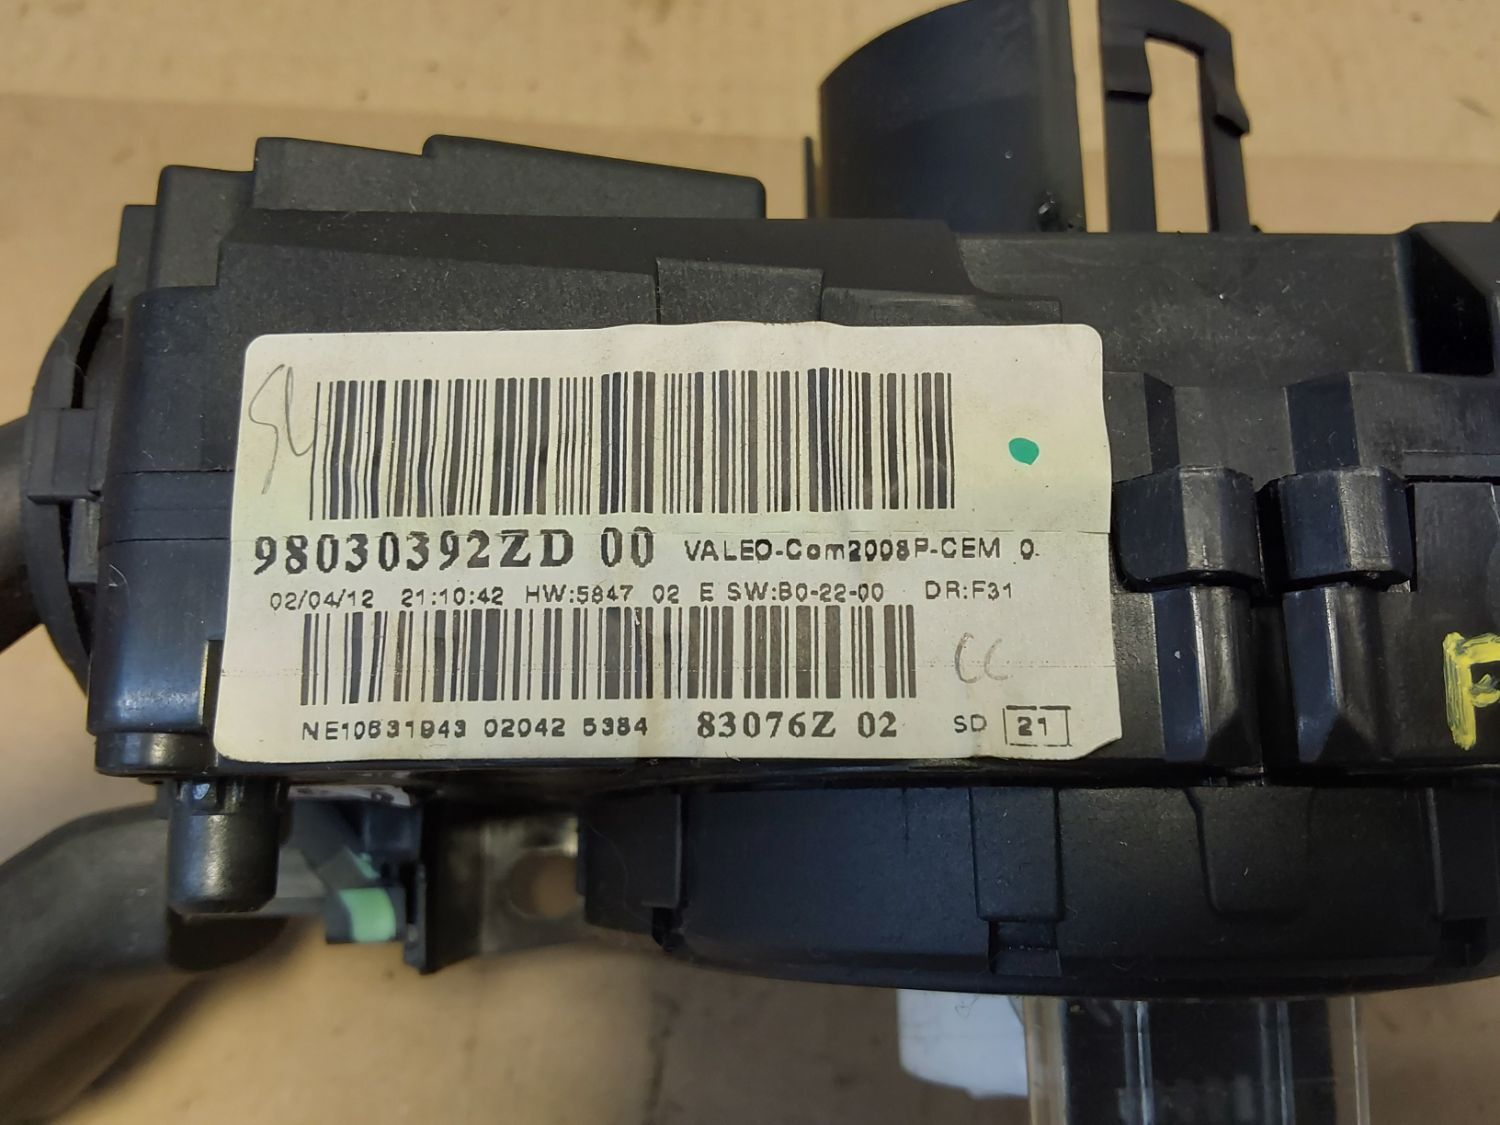 98030392ZD 00 VALEO-Com2008P-CEM 0.
02/04/12 21:10:42 HW:5847 02 E SW:B0-22-00 DR:F31
CC
NE10631943 02042 5384 83076Z 02 SD 21